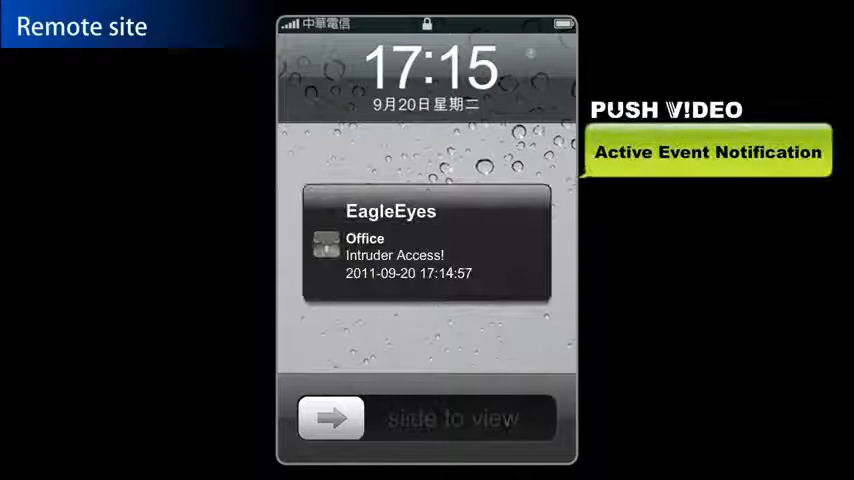 Remote site
中華電信
17:15
9月20日星期二
PUSH V!DEO
Active Event Notification
EagleEyes
Office
Intruder Access!
2011-09-20 17:14:57
slide to view